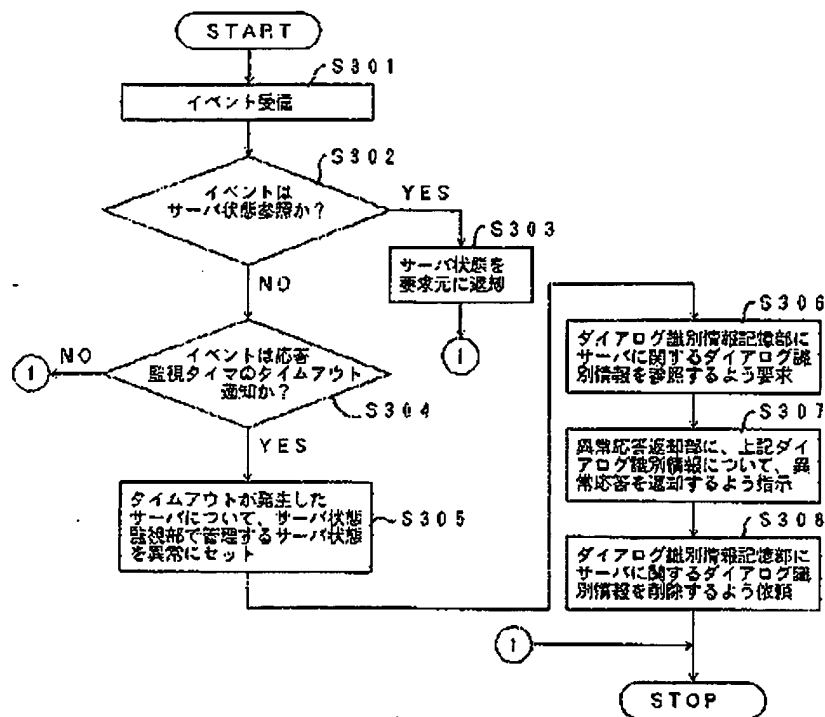 START
S301
イベント受信
S302
イベントは
サーバ状態参照か？
YES
S303
サーバ状態を
要求元に返却
NO
1
NO
1
イベントは応答
監視タイマのタイムアウト
通知か？
S304
YES
タイムアウトが発生した
サーバについて、サーバ状態
監視部で管理するサーバ状態
を異常にセット
S305
S306
ダイアログ識別情報記憶部に
サーバに関するダイアログ識
別情報を参照するよう要求
S307
異常応答返却部に、上記ダイ
アログ識別情報について、異
常応答を返却するよう指示
S308
ダイアログ識別情報記憶部に
サーバに関するダイアログ識
別情報を削除するよう依頼
1
STOP